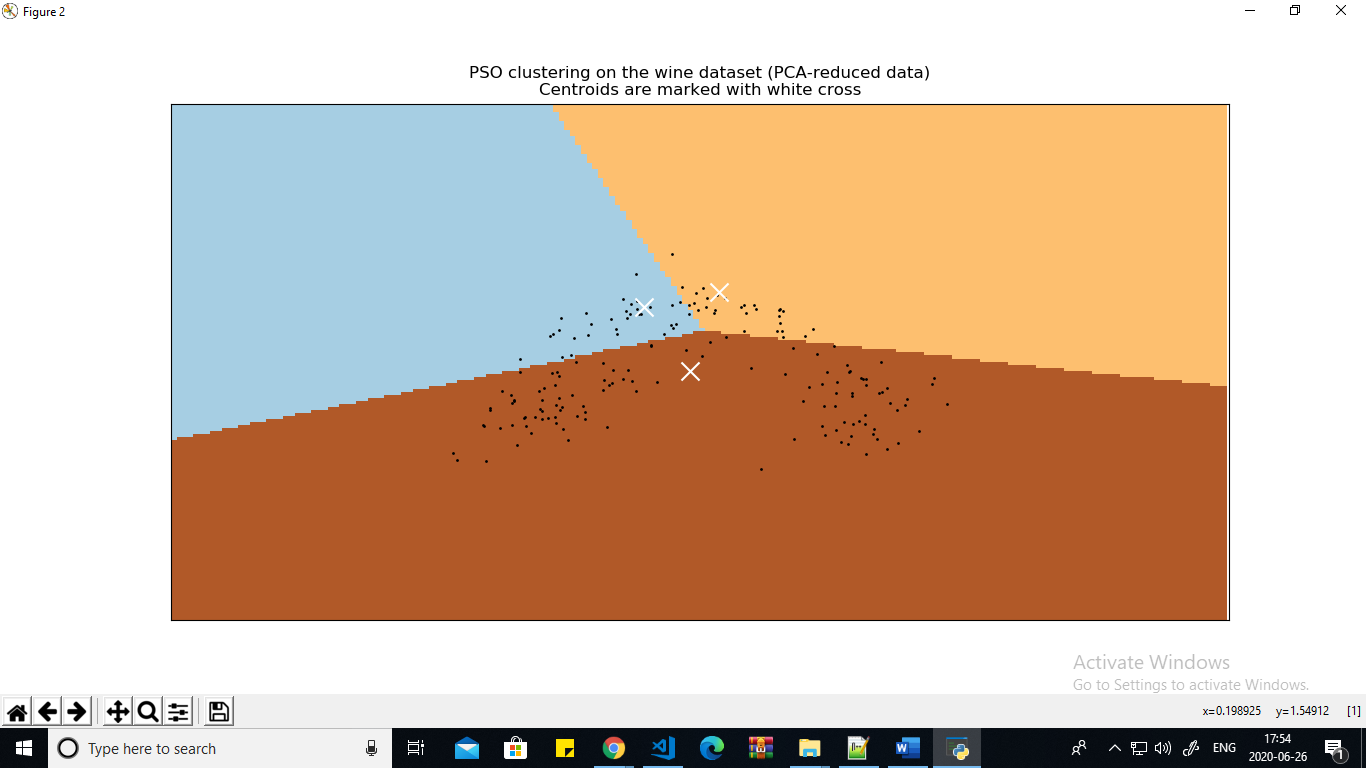 Figure 2
PSO clustering on the wine dataset (PCA-reduced data)
Centroids are marked with white cross
Activate Windows
Go to Settings to activate Windows.
x=0.198925 y=1.54912 [1]
Type here to search
ENG
17:54
2020-06-26
1